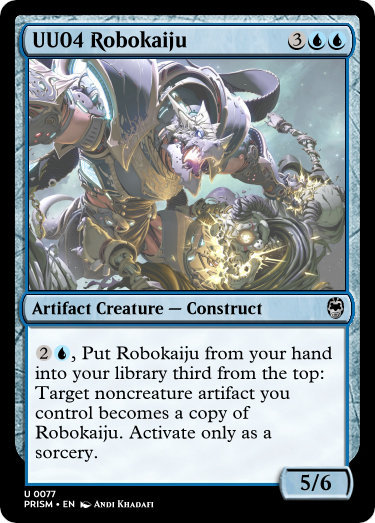 UU04 Robokaiju 3
Artifact Creature — Construct
2, Put Robokaiju from your hand
into your library third from the top:
Target noncreature artifact you
control becomes a copy of
Robokaiju. Activate only as a
sorcery.
5/6
U 0077
PRISM • EN Andi Khadafi